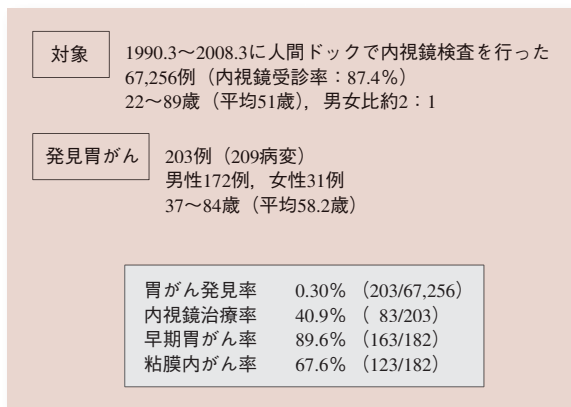 対象
1990.3～2008.3に人間ドックで内視鏡検査を行った
67,256例（内視鏡受診率：87.4％）
22～89歳（平均51歳），男女比約2：1
発見胃がん
203例（209病変）
男性172例，女性31例
37～84歳（平均58.2歳）
胃がん発見率 0.30％ （203/67,256）
内視鏡治療率 40.9％ （ 83/203）
早期胃がん率 89.6％ （163/182）
粘膜内がん率 67.6％ （123/182）